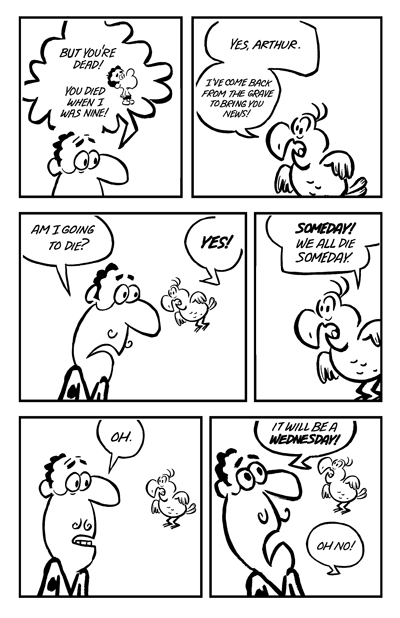 BUT YOU'RE
DEAD!
YOU DIED
WHEN I
WAS NINE!
YES, ARTHUR.
I'VE COME BACK
FROM THE GRAVE
TO BRING YOU
NEWS!
AM I GOING
TO DIE?
YES!
SOMEDAY!
WE ALL DIE
SOMEDAY.
OH.
IT WILL BE A
WEDNESDAY!
OH NO!